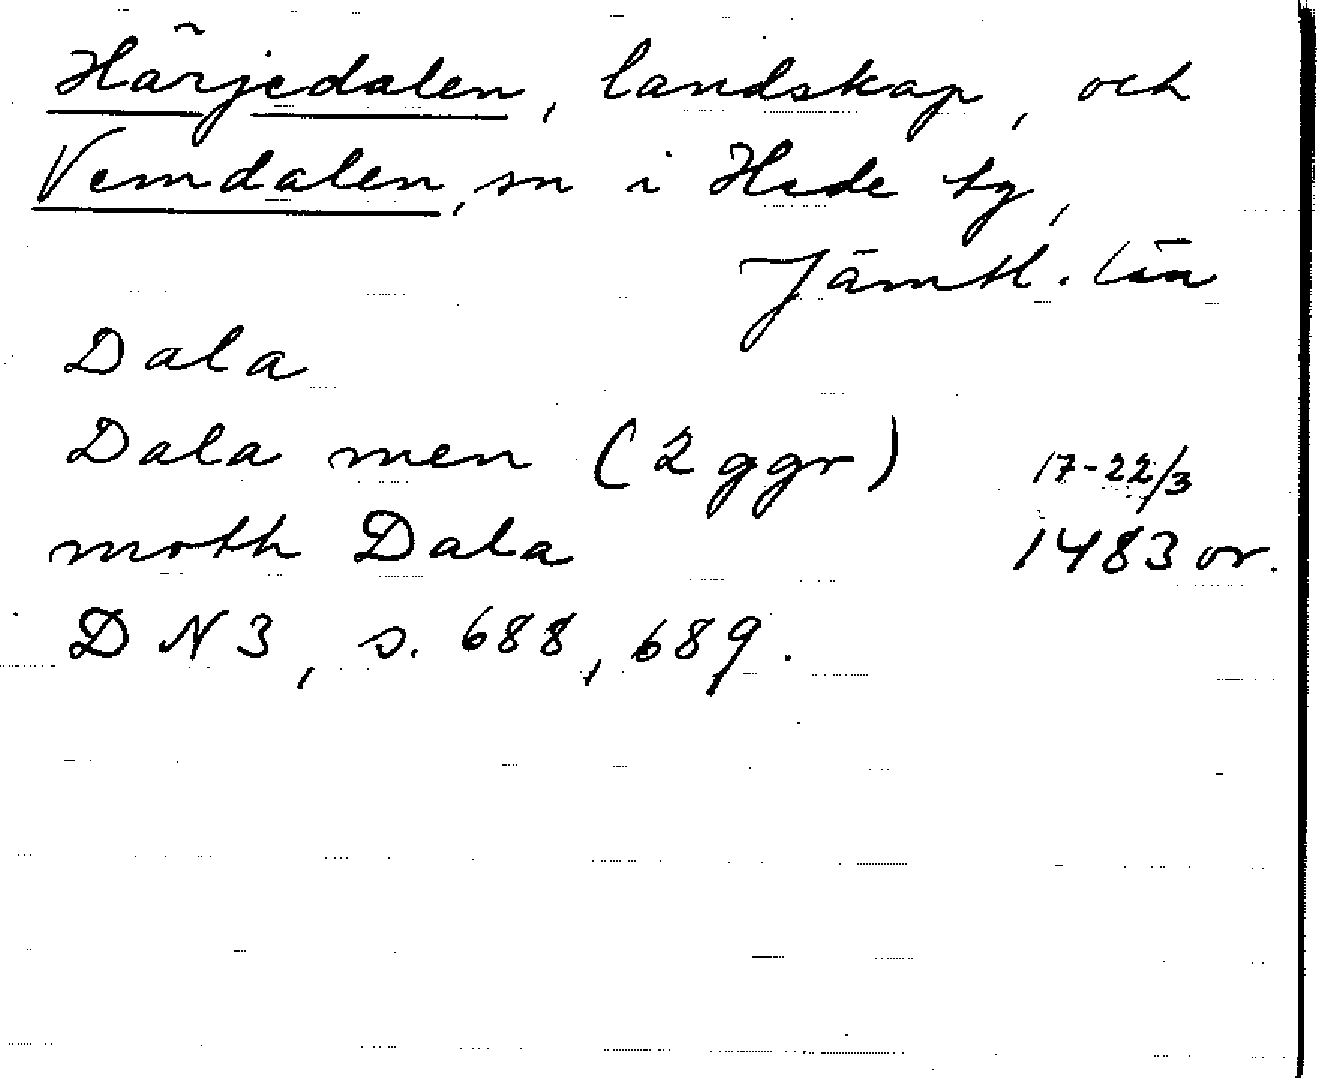 Härjedalen, landskap, och
Vemdalen, sn i Hede tg,
Jämtl. län
Dala
Dala men (2 ggr) 17-22/3
moth Dala 1483 or.
DN 3, s. 688, 689.